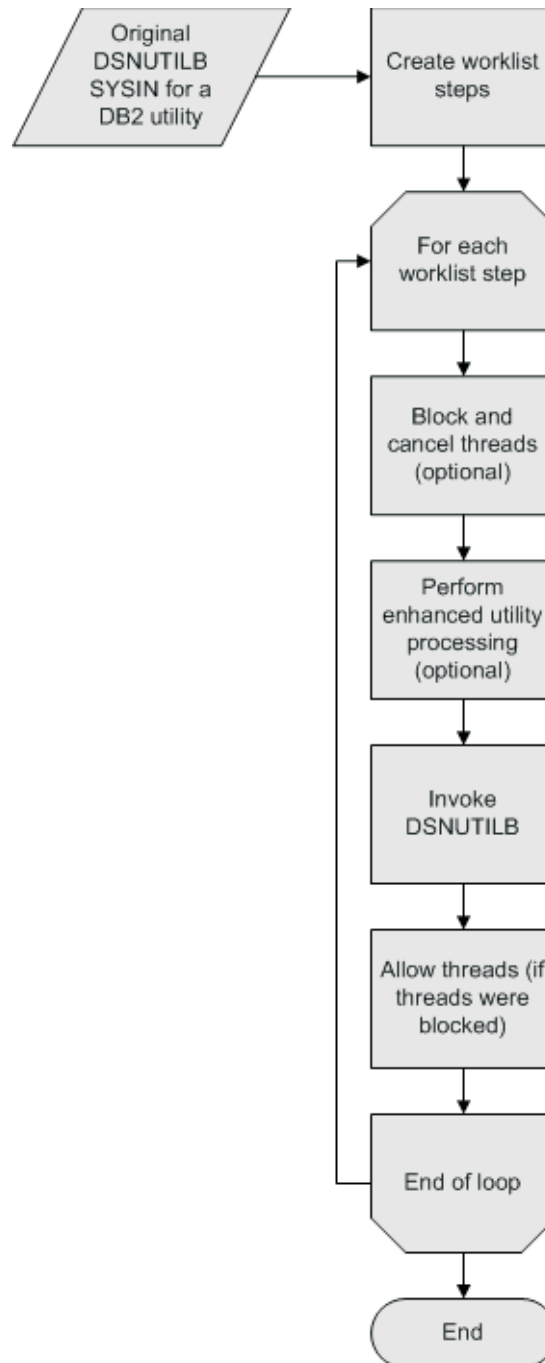 Original
DSNUTILB
SYSIN for a
DB2 utility
Create worklist
steps
For each
worklist step
Block and
cancel threads
(optional)
Perform
enhanced utility
processing
(optional)
Invoke
DSNUTILB
Allow threads (if
threads were
blocked)
End of loop
End